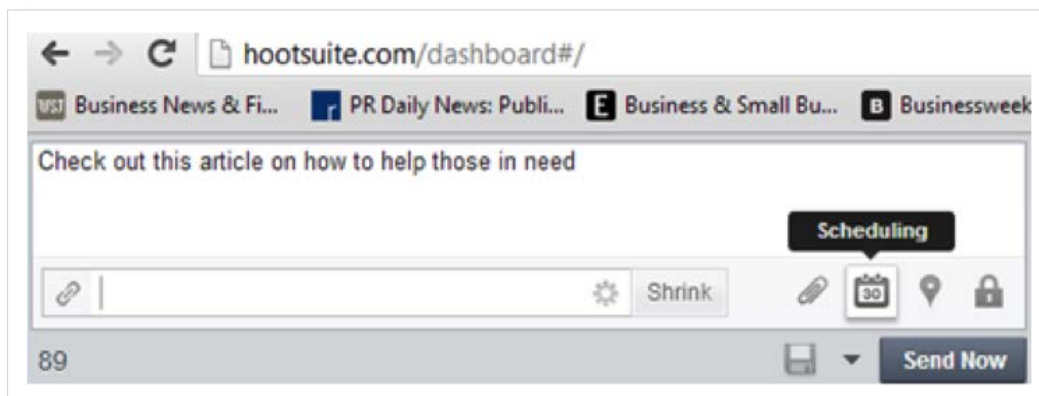 hootsuite.com/dashboard#/
WSJ Business News & Fi... r PR Daily News: Publi... E Business & Small Bu... B Businessweek
Check out this article on how to help those in need
Scheduling
Shrink 30
89 Send Now